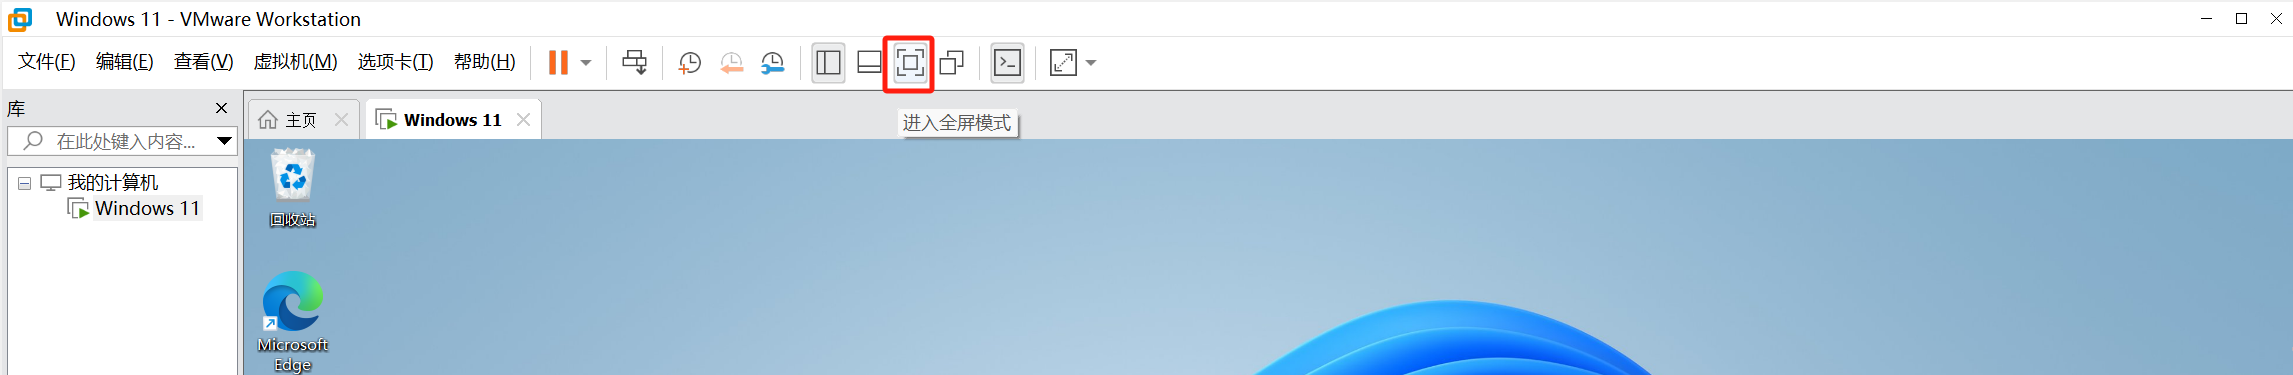 Windows 11 - VMware Workstation
文件(F) 编辑(E) 查看(V) 虚拟机(M) 选项卡(T) 帮助(H)
库
主页
Windows 11
进入全屏模式
在此处键入内容...
我的计算机
Windows 11
回收站
Microsoft
Edge